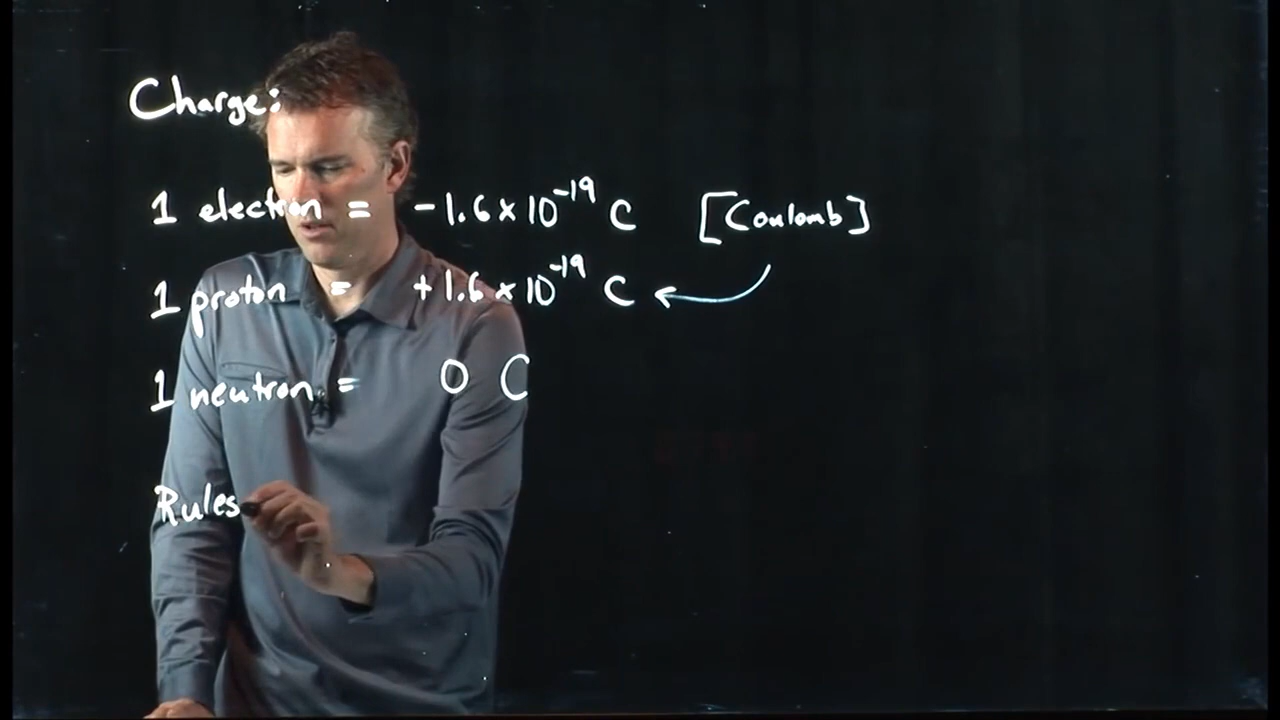 Charge:
1 electron = -1.6 x 10⁻¹⁹ C [Coulomb]
1 proton = +1.6 x 10⁻¹⁹ C
1 neutron = 0 C
Rules